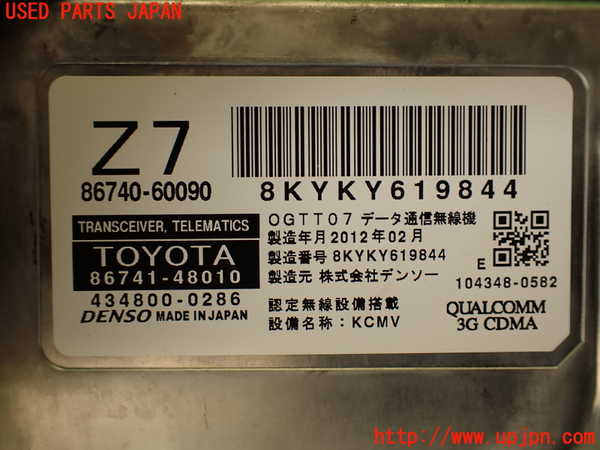 USED PARTS JAPAN
Z7
86740-60090
8KYKY619844
TRANSCEIVER, TELEMATICS
TOYOTA
86741-48010
434800-0286
DENSO MADE IN JAPAN
OGTT07 データ通信無線機
製造年月 2012年02月
製造番号 8KYKY619844
製造元 株式会社デンソー
認定無線設備搭載
設備名称:KCMV
E
104348-0582
QUALCOMM
3G CDMA
http://www.upjpn.com